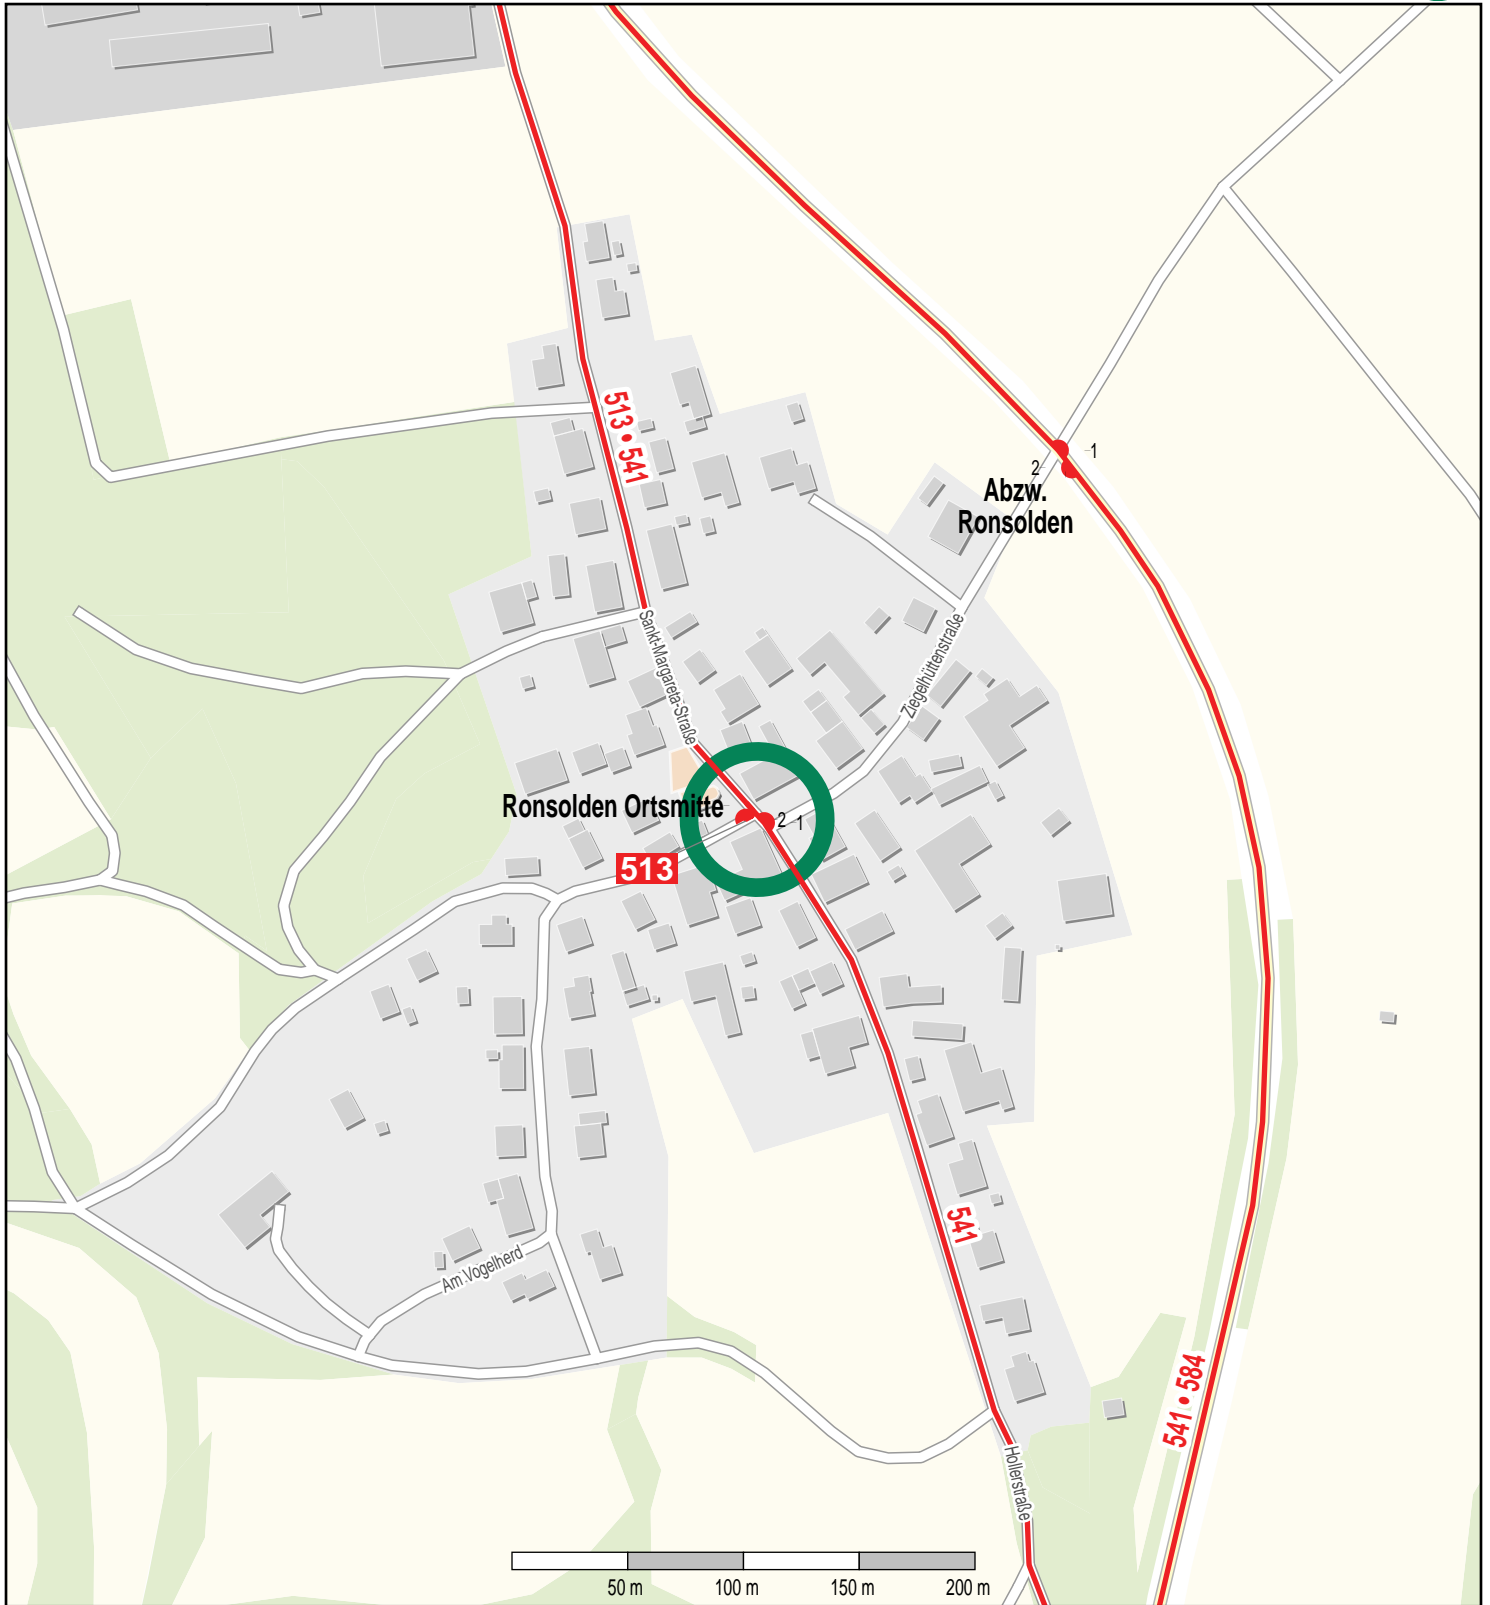 513 • 541
1
2
Abzw.
Ronsolden
Sankt-Margareta-Straße
Ziegelhüttenstraße
Ronsolden Ortsmitte
2
1
513
541
Am Vogelherd
541 • 584
Hollerstraße
50 m
100 m
150 m
200 m